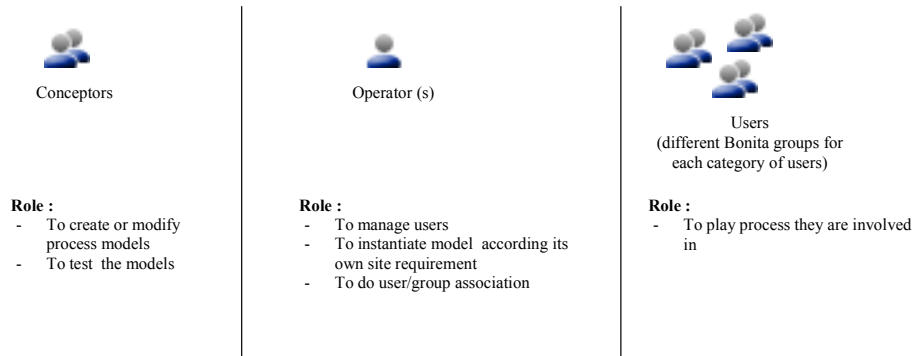 Conceptors
Role :
- To create or modify
process models
- To test the models
Operator (s)
Role :
- To manage users
- To instantiate model according its
own site requirement
- To do user/group association
Users
(different Bonita groups for
each category of users)
Role :
- To play process they are involved
in